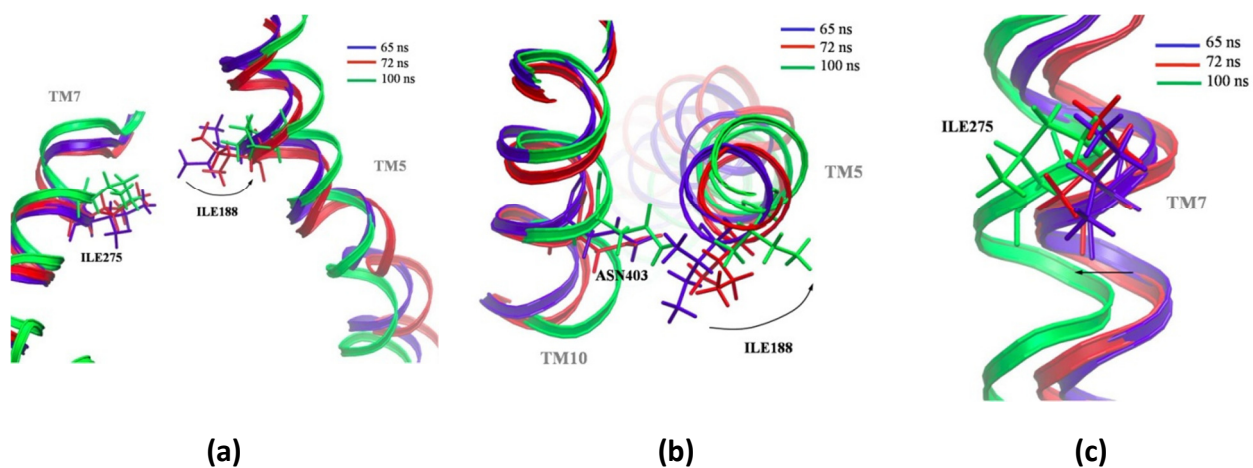 65 ns
72 ns
100 ns
TM7
TM5
ILE188
ILE275
(a)
65 ns
72 ns
100 ns
TM5
ASN403
ILE188
TM10
(b)
65 ns
72 ns
100 ns
ILE275
TM7
(c)